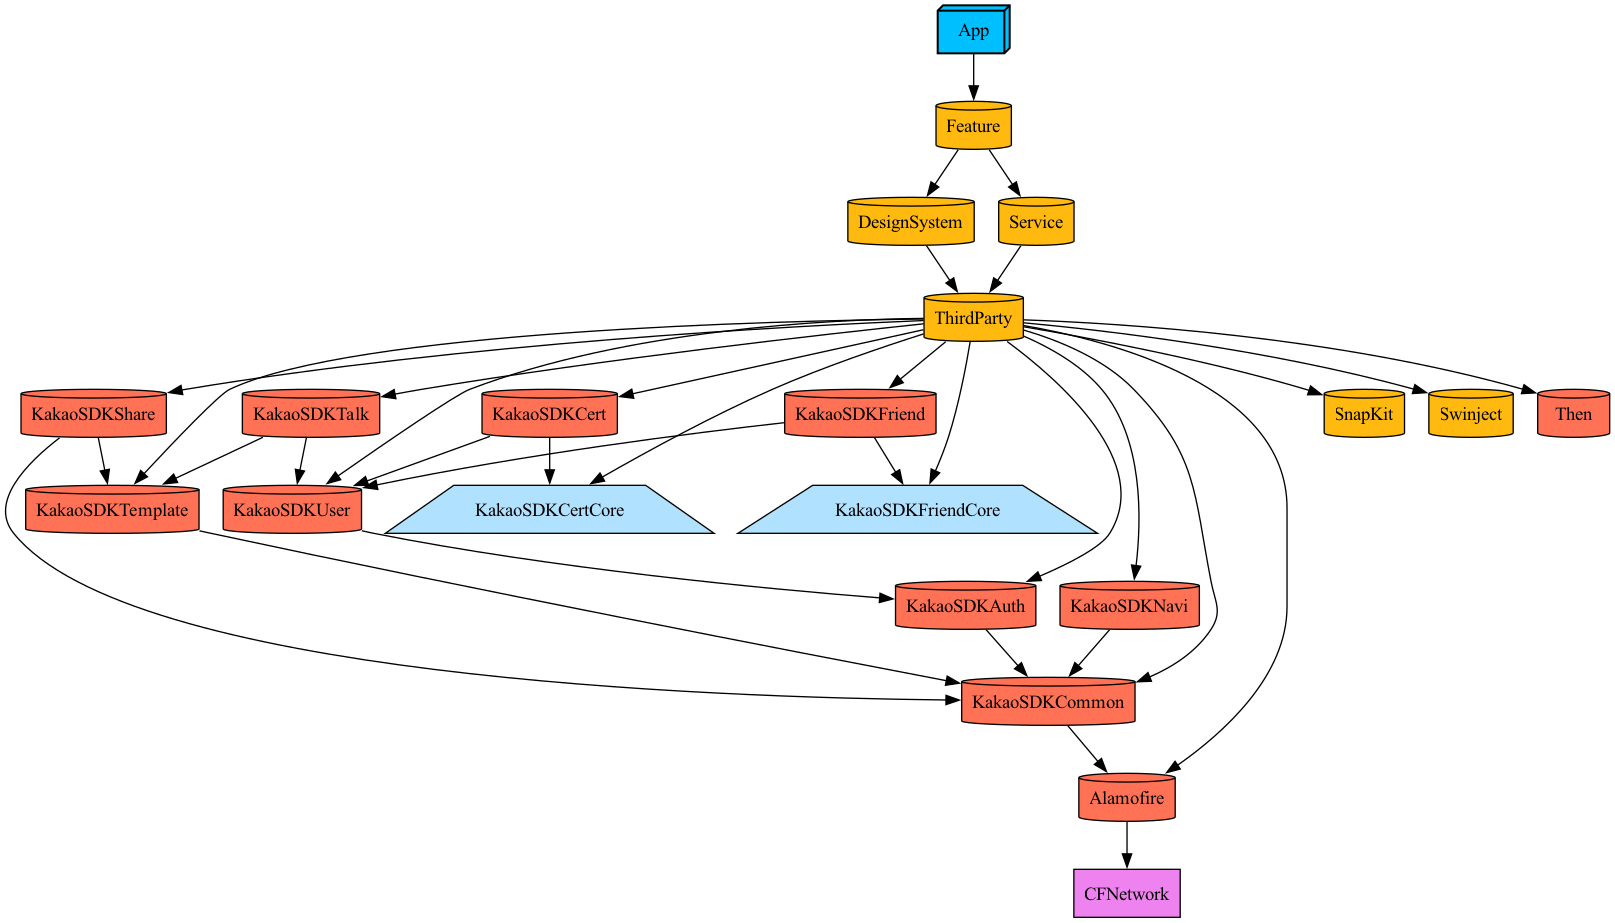 App
Feature
DesignSystem
Service
ThirdParty
KakaoSDKShare
KakaoSDKTalk
KakaoSDKCert
KakaoSDKFriend
SnapKit
Swinject
Then
KakaoSDKTemplate
KakaoSDKUser
KakaoSDKCertCore
KakaoSDKFriendCore
KakaoSDKAuth
KakaoSDKNavi
KakaoSDKCommon
Alamofire
CFNetwork